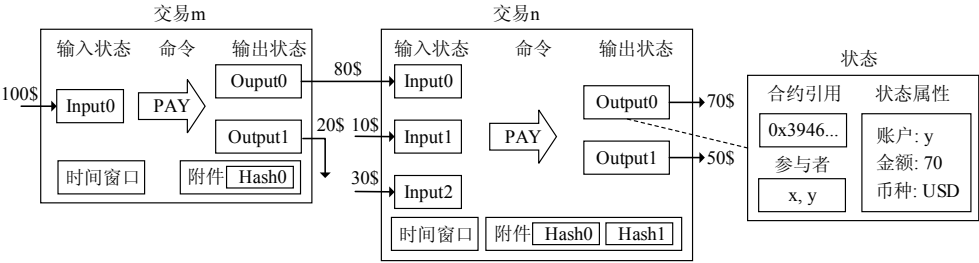 交易m
输入状态 命令 输出状态
100$
Input0
PAY
Ouput0
Output1
80$
20$
时间窗口
附件 Hash0
交易n
输入状态 命令 输出状态
Input0
10$
Input1
30$
Input2
PAY
Output0
Output1
70$
50$
时间窗口
附件 Hash0 Hash1
状态
合约引用 状态属性
0x3946...
参与者
x, y
账户: y
金额: 70
币种: USD